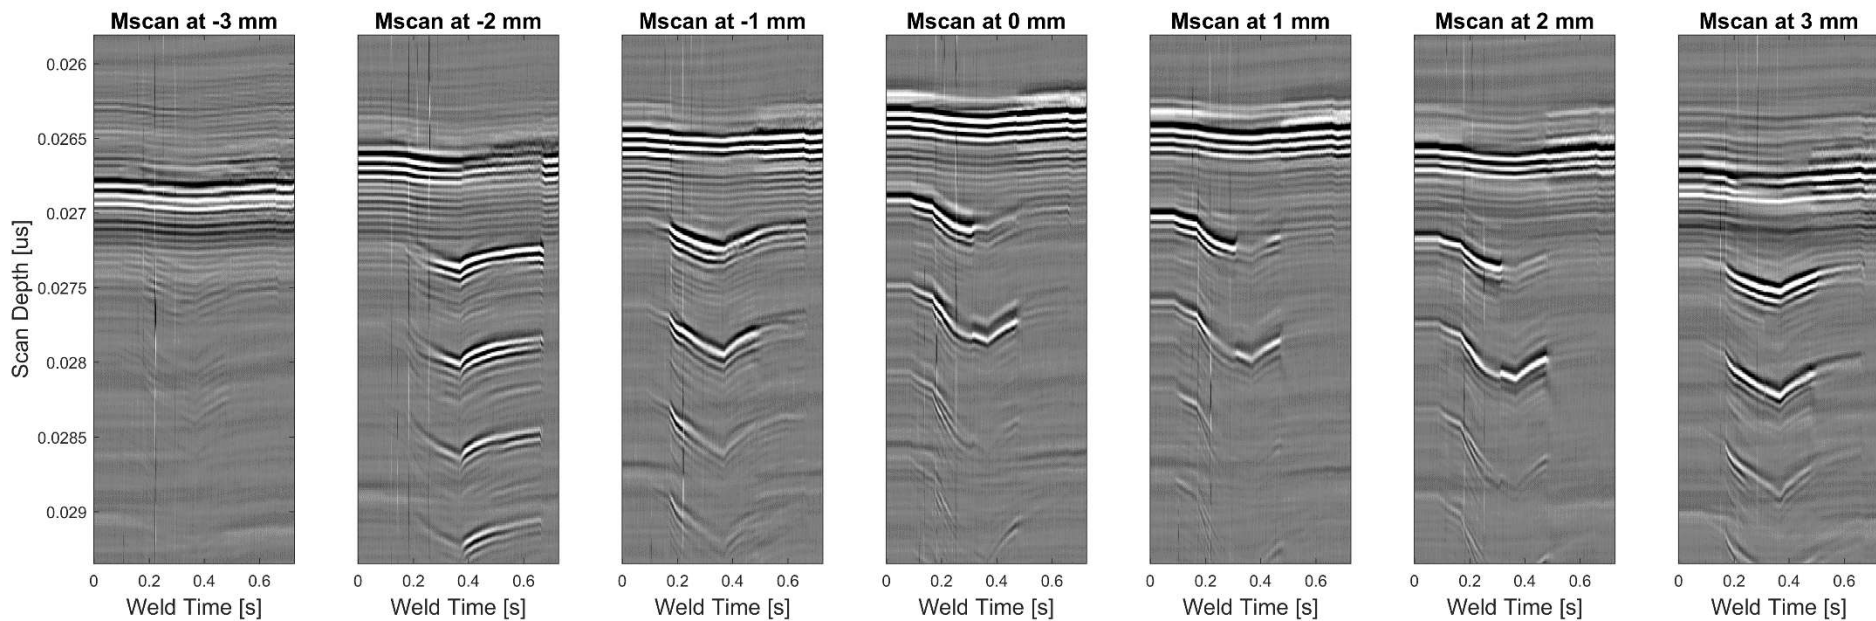 Mscan at -3 mm
Mscan at -2 mm
Mscan at -1 mm
Mscan at 0 mm
Mscan at 1 mm
Mscan at 2 mm
Mscan at 3 mm
Scan Depth [us]
0.026
0.0265
0.027
0.0275
0.028
0.0285
0.029
0 0.2 0.4 0.6
0 0.2 0.4 0.6
0 0.2 0.4 0.6
0 0.2 0.4 0.6
0 0.2 0.4 0.6
0 0.2 0.4 0.6
0 0.2 0.4 0.6
Weld Time [s]
Weld Time [s]
Weld Time [s]
Weld Time [s]
Weld Time [s]
Weld Time [s]
Weld Time [s]